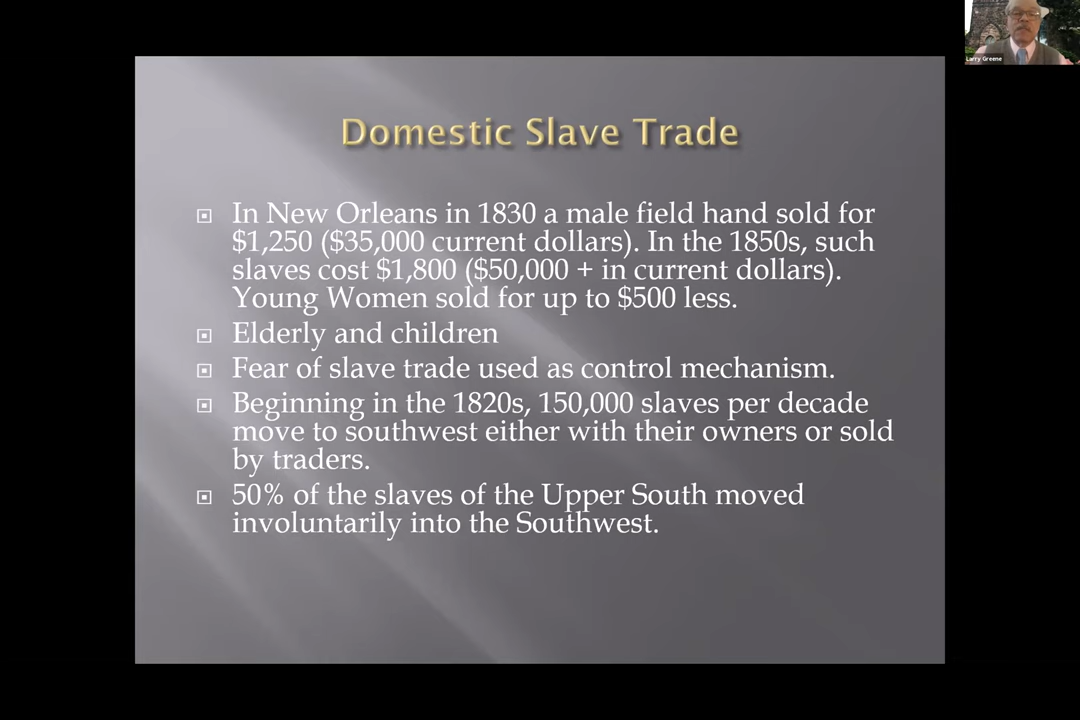 Domestic Slave Trade
In New Orleans in 1830 a male field hand sold for
$1,250 ($35,000 current dollars). In the 1850s, such
slaves cost $1,800 ($50,000 + in current dollars).
Young Women sold for up to $500 less.
Elderly and children
Fear of slave trade used as control mechanism.
Beginning in the 1820s, 150,000 slaves per decade
move to southwest either with their owners or sold
by traders.
50% of the slaves of the Upper South moved
involuntarily into the Southwest.
Larry Greene